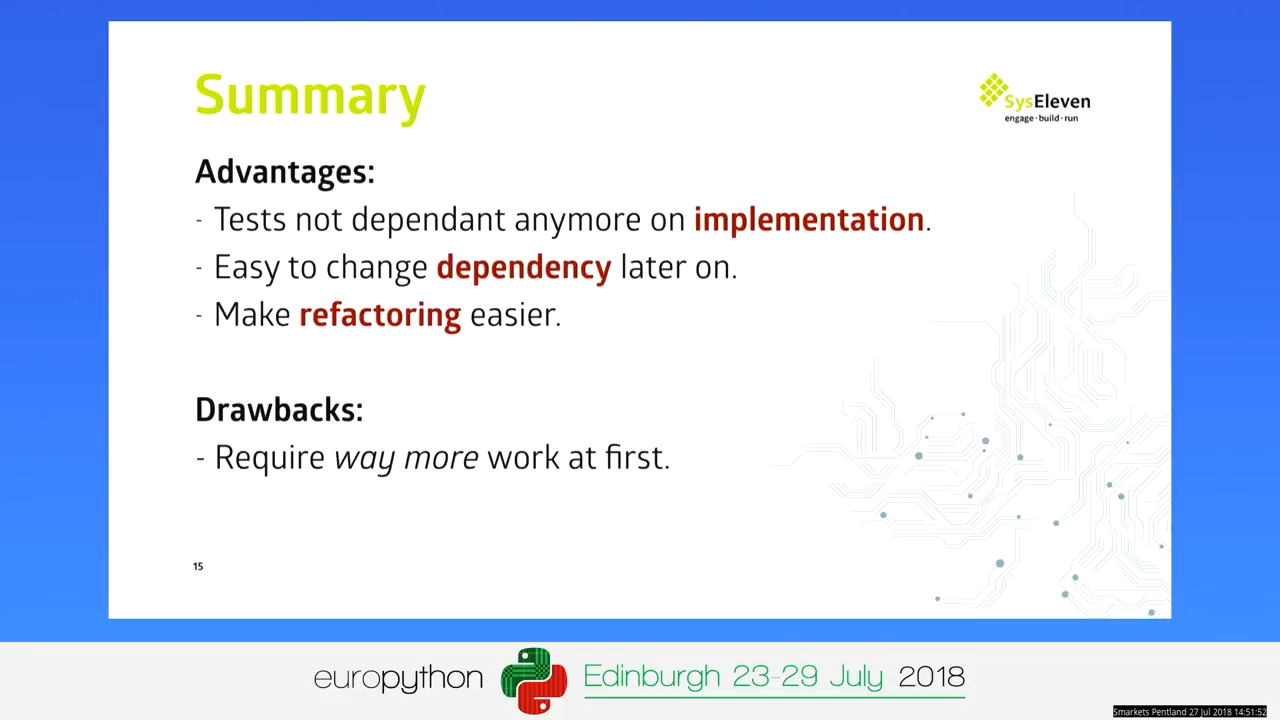 Summary
SysEleven
engage·build·run
Advantages:
- Tests not dependant anymore on implementation.
- Easy to change dependency later on.
- Make refactoring easier.
Drawbacks:
- Require way more work at first.
15
europython Edinburgh 23-29 July 2018
Smarkets Pentland 27 Jul 2018 14:51:52